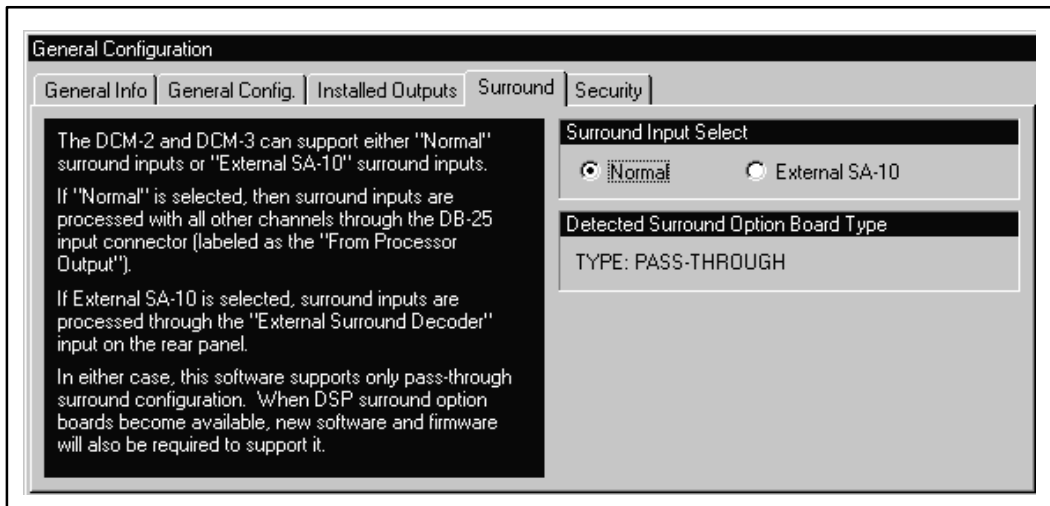 General Configuration
General Info
General Config.
Installed Outputs
Surround
Security
The DCM-2 and DCM-3 can support either "Normal"
surround inputs or "External SA-10" surround inputs.
If "Normal" is selected, then surround inputs are
processed with all other channels through the DB-25
input connector (labeled as the "From Processor
Output").
If External SA-10 is selected, surround inputs are
processed through the "External Surround Decoder"
input on the rear panel.
In either case, this software supports only pass-through
surround configuration.  When DSP surround option
boards become available, new software and firmware
will also be required to support it.
Surround Input Select
Normal
External SA-10
Detected Surround Option Board Type
TYPE: PASS-THROUGH